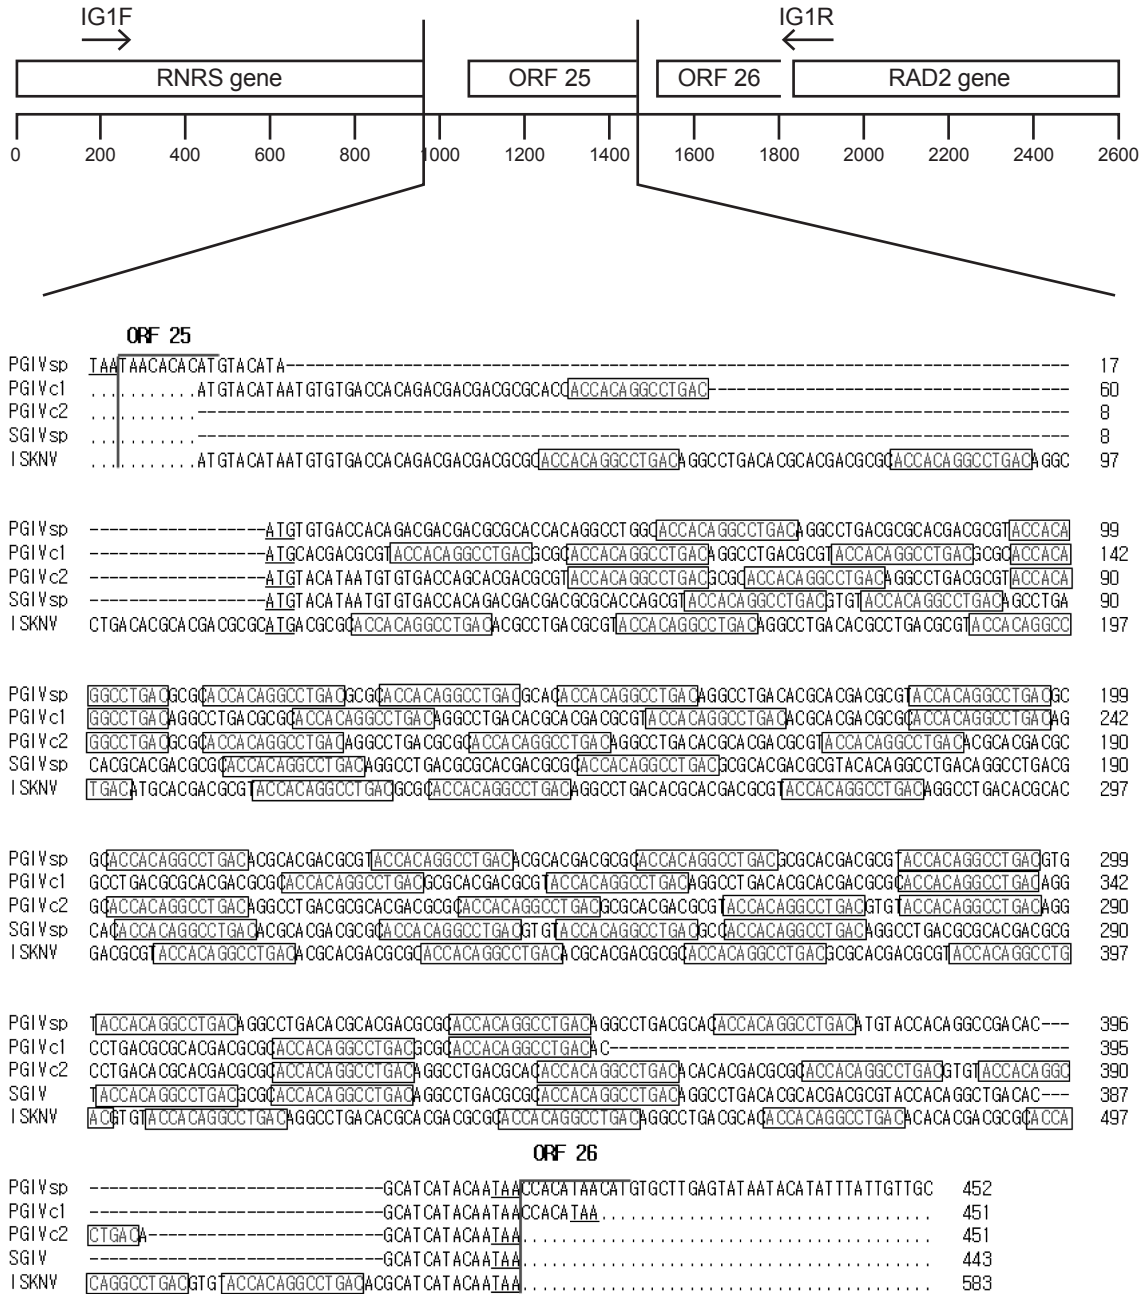 IG1F
IG1R
RNRS gene ORF 25 ORF 26 RAD2 gene
0 200 400 600 800 1000 1200 1400 1600 1800 2000 2200 2400 2600
ORF 25
PGIVsp TAATAACACACATGTACATA-------------------------------------------------------------------------------- 17
PGIVc1 ...........ATGTACATAATGTGTGACCACAGACGACGACGCGCACCACCACAGGCCTGAC------------------------------------- 60
PGIVc2 ...........----------------------------------------------------------------------------------------- 8
SGIVsp ...........----------------------------------------------------------------------------------------- 8
ISKNV ...........ATGTACATAATGTGTGACCACAGACGACGACGCGCACCACAGGCCTGACAGGCCTGACACGCACGACGCGCACCACAGGCCTGACAGGC 97
PGIVsp ------------------ATGTGTGACCACAGACGACGACGCGCACCACAGGCCTGGCACCACAGGCCTGACAGGCCTGACGCGCACGACGCGTACCACA 99
PGIVc1 ------------------ATGCACGACGCGTACCACAGGCCTGACGCGCACCACAGGCCTGACAGGCCTGACGCGTACCACAGGCCTGACGCGCACCACA 142
PGIVc2 ------------------ATGTACATAATGTGTGACCAGCACGACGCGTACCACAGGCCTGACGCGCACCACAGGCCTGACAGGCCTGACGCGTACCACA 90
SGIVsp ------------------ATGTACATAATGTGTGACCACAGACGACGACGCGCACCAGCGTACCACAGGCCTGACGTGTACCACAGGCCTGACAGCCTGA 90
ISKNV CTGACACGCACGACGCGCATGACGCGCACCACAGGCCTGACACGCCTGACGCGTACCACAGGCCTGACAGGCCTGACACGCCTGACGCGTACCACAGGCC 197
PGIVsp GGCCTGACGCGCACCACAGGCCTGACGCGCACCACAGGCCTGACGCACACCACAGGCCTGACAGGCCTGACACGCACGACGCGTACCACAGGCCTGACGC 199
PGIVc1 GGCCTGACAGGCCTGACGCGCACCACAGGCCTGACAGGCCTGACACGCACGACGCGTACCACAGGCCTGACACGCACGACGCGCACCACAGGCCTGACAG 242
PGIVc2 GGCCTGACGCGCACCACAGGCCTGACAGGCCTGACGCGCACCACAGGCCTGACAGGCCTGACACGCACGACGCGTACCACAGGCCTGACACGCACGACGC 190
SGIVsp CACGCACGACGCGCACCACAGGCCTGACAGGCCTGACGCGCACGACGCGCACCACAGGCCTGACGCGCACGACGCGTACACAGGCCTGACAGGCCTGACG 190
ISKNV TGACATGCACGACGCGTACCACAGGCCTGACGCGCACCACAGGCCTGACAGGCCTGACACGCACGACGCGTACCACAGGCCTGACAGGCCTGACACGCAC 297
PGIVsp GCACCACAGGCCTGACACGCACGACGCGTACCACAGGCCTGACACGCACGACGCGCACCACAGGCCTGACGCGCACGACGCGTACCACAGGCCTGACGTG 299
PGIVc1 GCCTGACGCGCACGACGCGCACCACAGGCCTGACGCGCACGACGCGTACCACAGGCCTGACAGGCCTGACACGCACGACGCGCACCACAGGCCTGACAGG 342
PGIVc2 GCACCACAGGCCTGACAGGCCTGACGCGCACGACGCGCACCACAGGCCTGACGCGCACGACGCGTACCACAGGCCTGACGTGTACCACAGGCCTGACAGG 290
SGIVsp CACACCACAGGCCTGACACGCACGACGCGCACCACAGGCCTGACGTGTACCACAGGCCTGACGCCACCACAGGCCTGACAGGCCTGACGCGCACGACGCG 290
ISKNV GACGCGTACCACAGGCCTGACACGCACGACGCGCACCACAGGCCTGACACGCACGACGCGCACCACAGGCCTGACGCGCACGACGCGTACCACAGGCCTG 397
PGIVsp TACCACAGGCCTGACAGGCCTGACACGCACGACGCGCACCACAGGCCTGACAGGCCTGACGCACACCACAGGCCTGACATGTACCACAGGCCGACAC--- 396
PGIVc1 CCTGACGCGCACGACGCGCACCACAGGCCTGACGCGCACCACAGGCCTGACAC----------------------------------------------- 395
PGIVc2 CCTGACACGCACGACGCGCACCACAGGCCTGACAGGCCTGACGCACACCACAGGCCTGACACACACGACGCGCACCACAGGCCTGACGTGTACCACAGGC 390
SGIV TACCACAGGCCTGACGCGCACCACAGGCCTGACAGGCCTGACGCGCACCACAGGCCTGACAGGCCTGACACGCACGACGCGTACCACAGGCTGACAC--- 387
ISKNV ACGTGTACCACAGGCCTGACAGGCCTGACACGCACGACGCGCACCACAGGCCTGACAGGCCTGACGCACACCACAGGCCTGACACACACGACGCGCACCA 497
ORF 26
PGIVsp ------------------------------GCATCATACAATAACCACATAACATGTGCTTGAGTATAATACATATTTATTGTTGC 452
PGIVc1 ------------------------------GCATCATACAATAACCACATAA.................................. 451
PGIVc2 CTGACA------------------------GCATCATACAATAA.......................................... 451
SGIV ------------------------------GCATCATACAATAA.......................................... 443
ISKNV CAGGCCTGACGTGTACCACAGGCCTGACACGCATCATACAATAA.......................................... 583